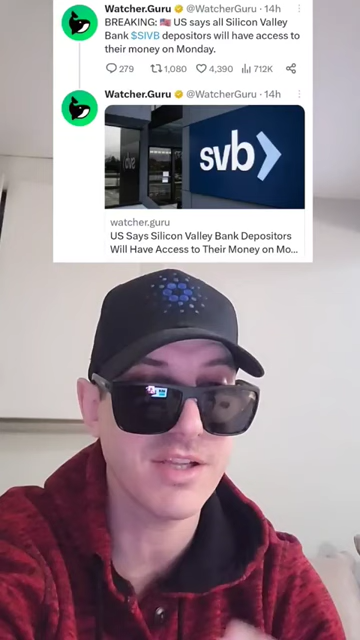 Watcher.Guru @WatcherGuru · 14h
BREAKING: 🇺🇸 US says all Silicon Valley
Bank $SIVB depositors will have access to
their money on Monday.
279 1,080 4,390 712K
Watcher.Guru @WatcherGuru · 14h
svb
watcher.guru
US Says Silicon Valley Bank Depositors
Will Have Access to Their Money on Mo...